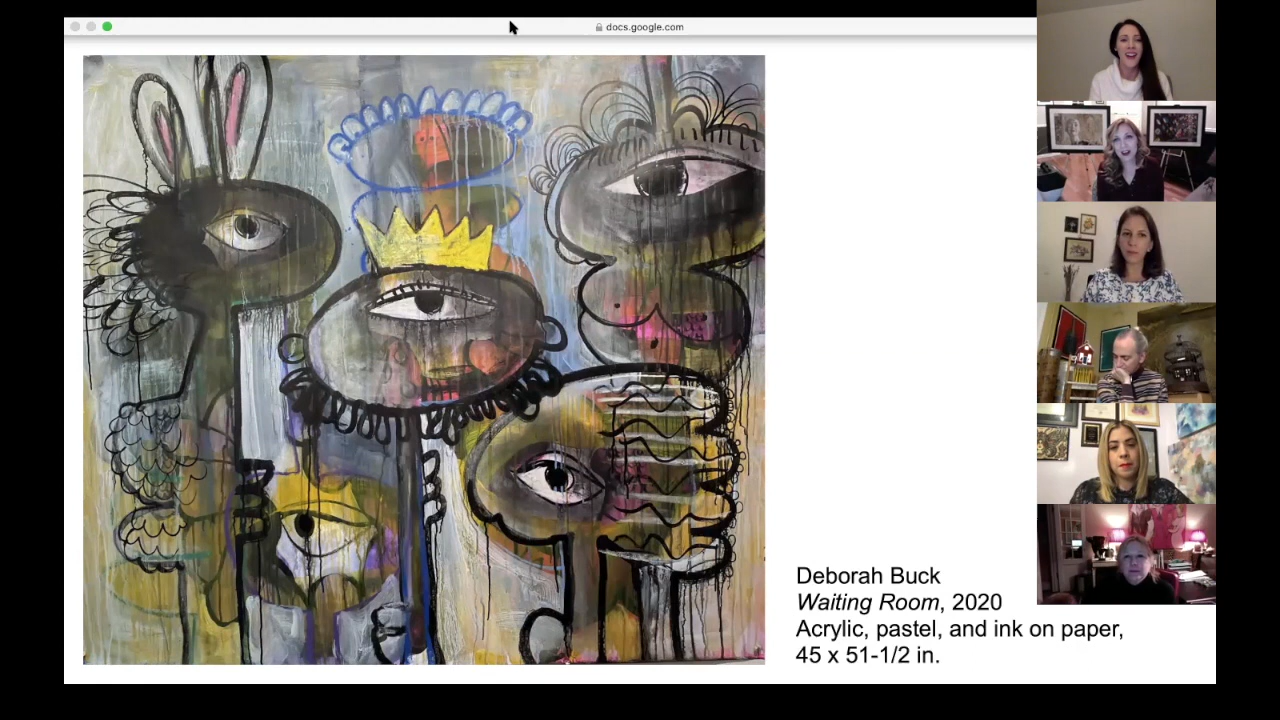 docs.google.com
Deborah Buck
Waiting Room, 2020
Acrylic, pastel, and ink on paper,
45 x 51-1/2 in.